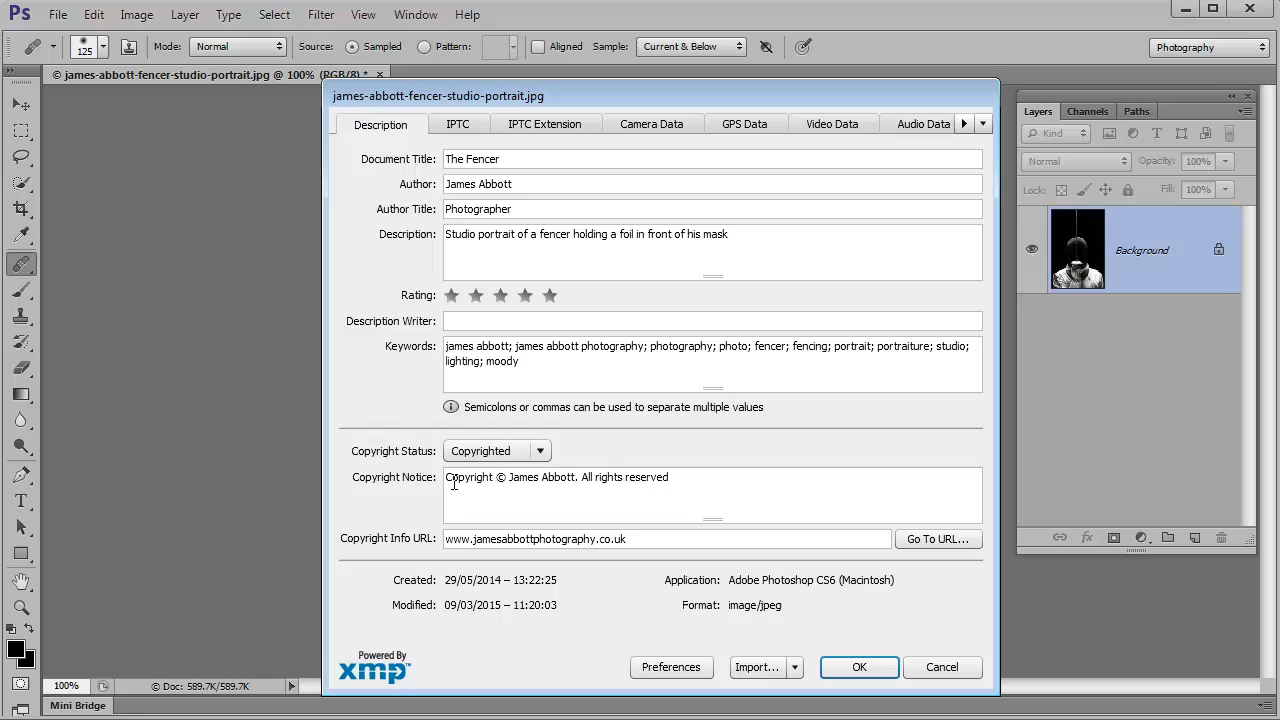 Ps File Edit Image Layer Type Select Filter View Window Help
125 Mode: Normal Source: Sampled Pattern: Aligned Sample: Current & Below Photography
© james-abbott-fencer-studio-portrait.jpg @ 100% (RGB/8) * ×
james-abbott-fencer-studio-portrait.jpg
Description IPTC IPTC Extension Camera Data GPS Data Video Data Audio Data
Document Title: The Fencer
Author: James Abbott
Author Title: Photographer
Description: Studio portrait of a fencer holding a foil in front of his mask
Rating:
Description Writer:
Keywords: james abbott; james abbott photography; photography; photo; fencer; fencing; portrait; portraiture; studio;
lighting; moody
Semicolons or commas can be used to separate multiple values
Copyright Status: Copyrighted
Copyright Notice: Copyright © James Abbott. All rights reserved
Copyright Info URL: www.jamesabbottphotography.co.uk Go To URL...
Created: 29/05/2014 – 13:22:25 Application: Adobe Photoshop CS6 (Macintosh)
Modified: 09/03/2015 – 11:20:03 Format: image/jpeg
Powered By
xmp™
Preferences Import... OK Cancel
Layers Channels Paths
Kind
Normal Opacity: 100%
Lock: Fill: 100%
Background
fx
100% © Doc: 589.7K/589.7K
Mini Bridge